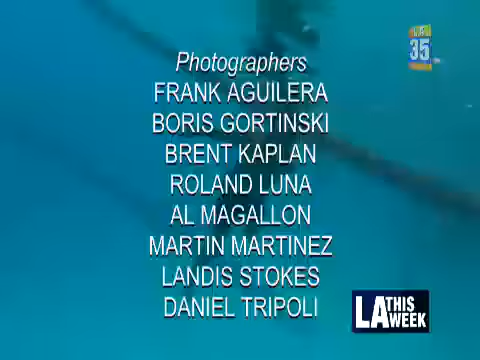 LA
35
Photographers
FRANK AGUILERA
BORIS GORTINSKI
BRENT KAPLAN
ROLAND LUNA
AL MAGALLON
MARTIN MARTINEZ
LANDIS STOKES
DANIEL TRIPOLI
LA THIS WEEK